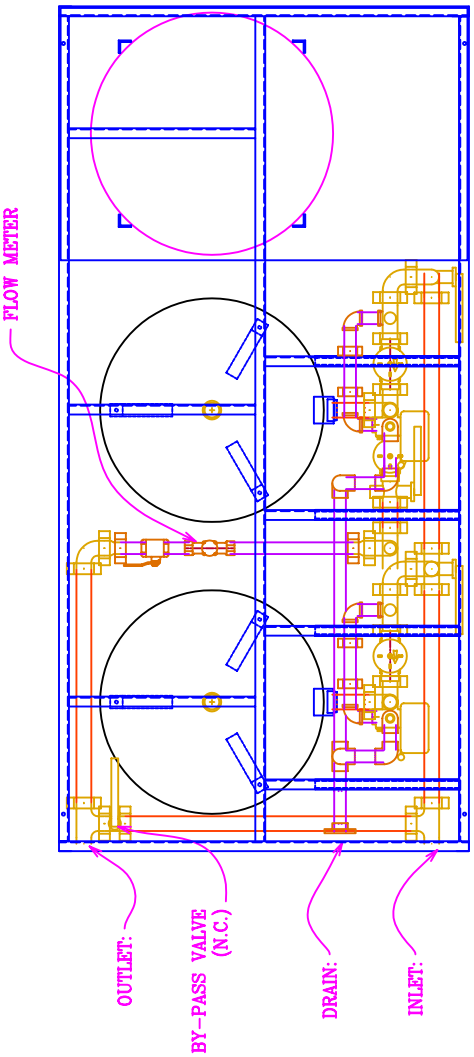 FLOW METER
OUTLET:
BY-PASS VALVE
(N.C.)
DRAIN:
INLET: